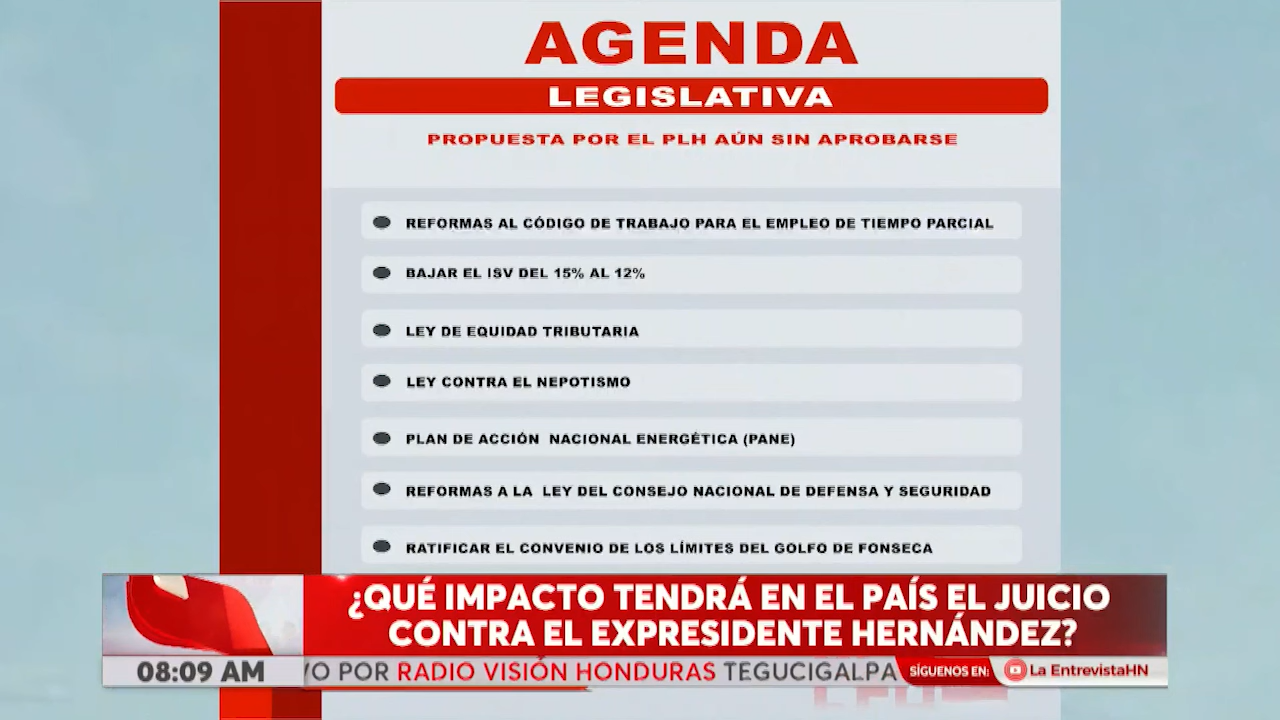 AGENDA
LEGISLATIVA
PROPUESTA POR EL PLH AÚN SIN APROBARSE
REFORMAS AL CÓDIGO DE TRABAJO PARA EL EMPLEO DE TIEMPO PARCIAL
BAJAR EL ISV DEL 15% AL 12%
LEY DE EQUIDAD TRIBUTARIA
LEY CONTRA EL NEPOTISMO
PLAN DE ACCIÓN NACIONAL ENERGÉTICA (PANE)
REFORMAS A LA LEY DEL CONSEJO NACIONAL DE DEFENSA Y SEGURIDAD
RATIFICAR EL CONVENIO DE LOS LÍMITES DEL GOLFO DE FONSECA
¿QUÉ IMPACTO TENDRÁ EN EL PAÍS EL JUICIO
CONTRA EL EXPRESIDENTE HERNÁNDEZ?
08:09 AM VO POR RADIO VISIÓN HONDURAS TEGUCIGALPA SÍGUENOS EN: La EntrevistaHN